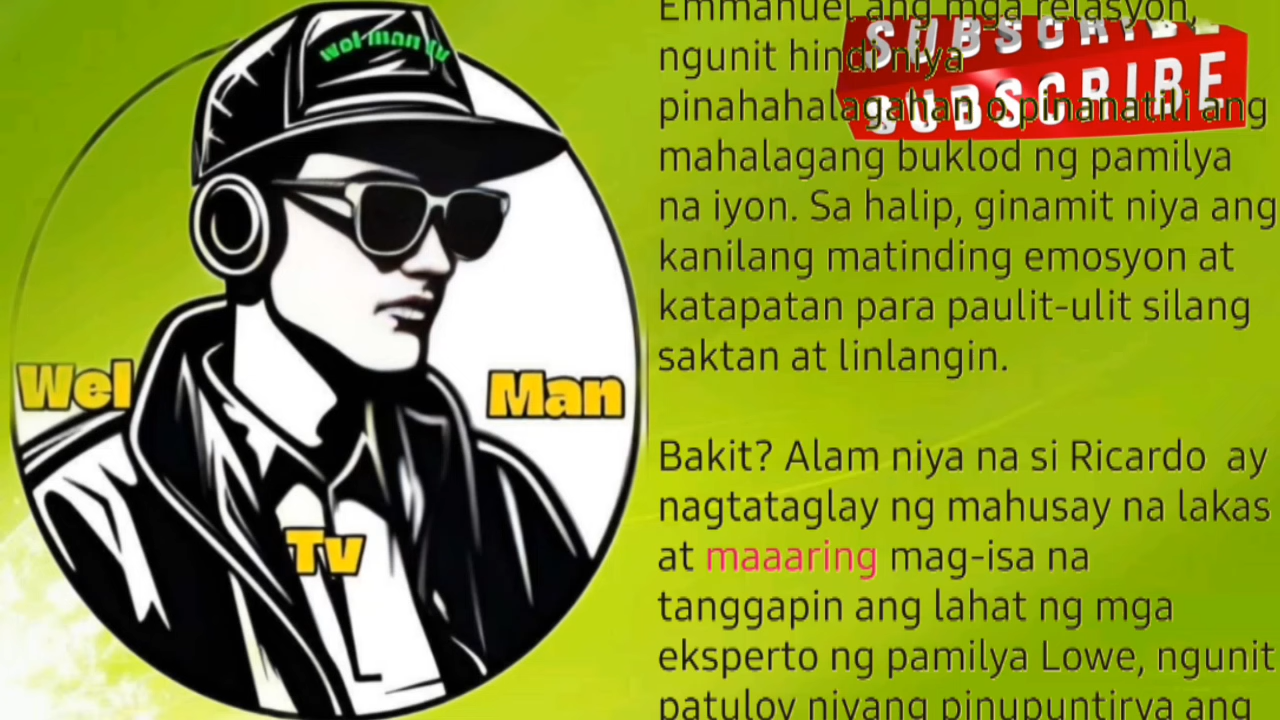 wel man tv
Wel
Man
Tv
SUBSCRIBE
SUBSCRIBE
Emmanuel ang mga relasyon,
ngunit hindi niya
pinahahalagahan o pinanatili ang
mahalagang buklod ng pamilya
na iyon. Sa halip, ginamit niya ang
kanilang matinding emosyon at
katapatan para paulit-ulit silang
saktan at linlangin.
Bakit? Alam niya na si Ricardo ay
nagtataglay ng mahusay na lakas
at maaaring mag-isa na
tanggapin ang lahat ng mga
eksperto ng pamilya Lowe, ngunit
patuloy niyang pinupuntirya ang